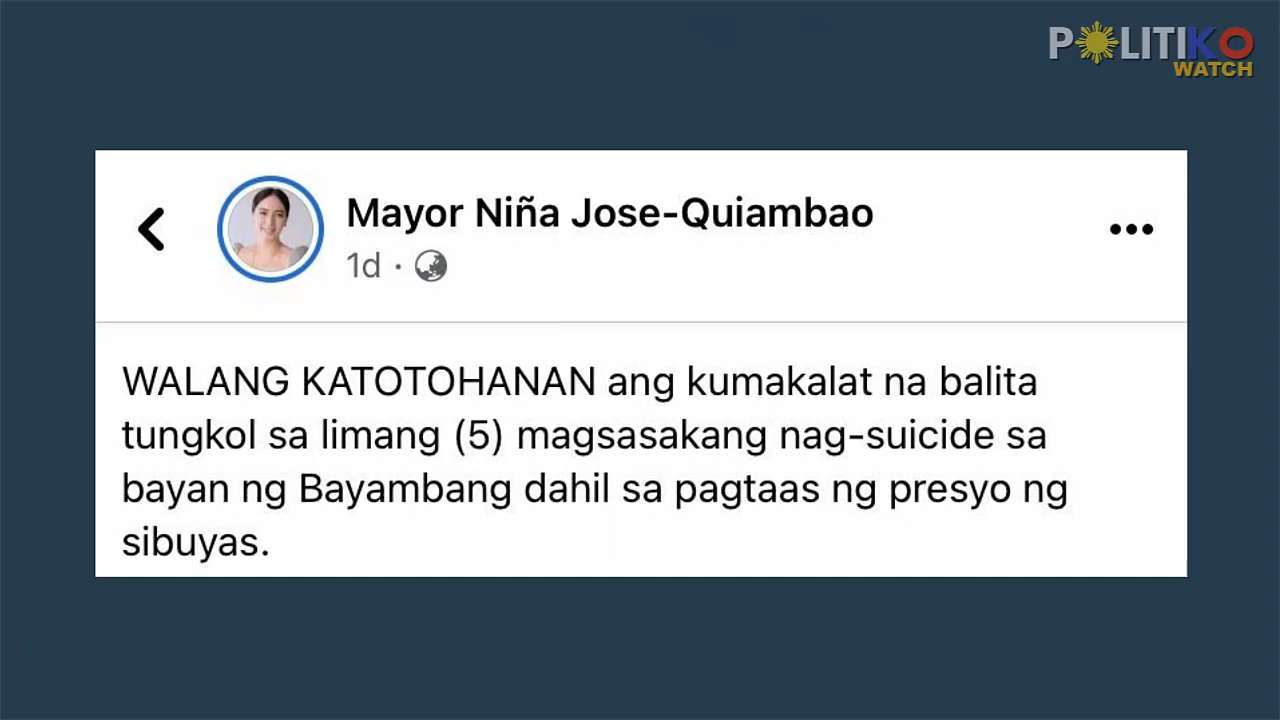 POLITIKO
WATCH
Mayor Niña Jose-Quiambao
1d ·
WALANG KATOTOHANAN ang kumakalat na balita
tungkol sa limang (5) magsasakang nag-suicide sa
bayan ng Bayambang dahil sa pagtaas ng presyo ng
sibuyas.